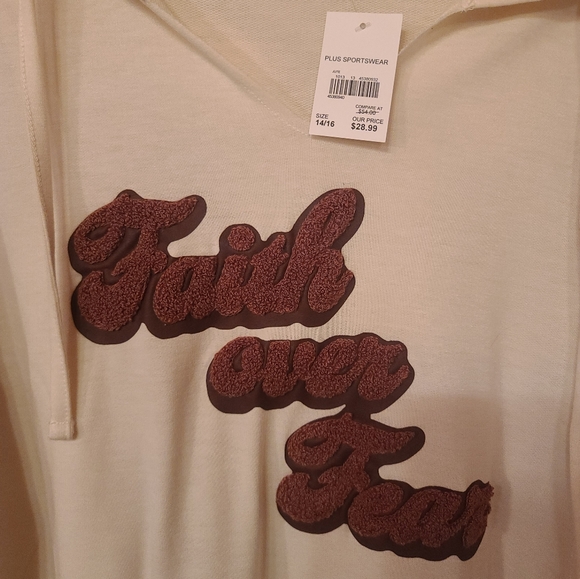 PLUS SPORTSWEAR
COMPARE AT
$54.00
SIZE
OUR PRICE
14/16
$28.99
Faith
over
Fear